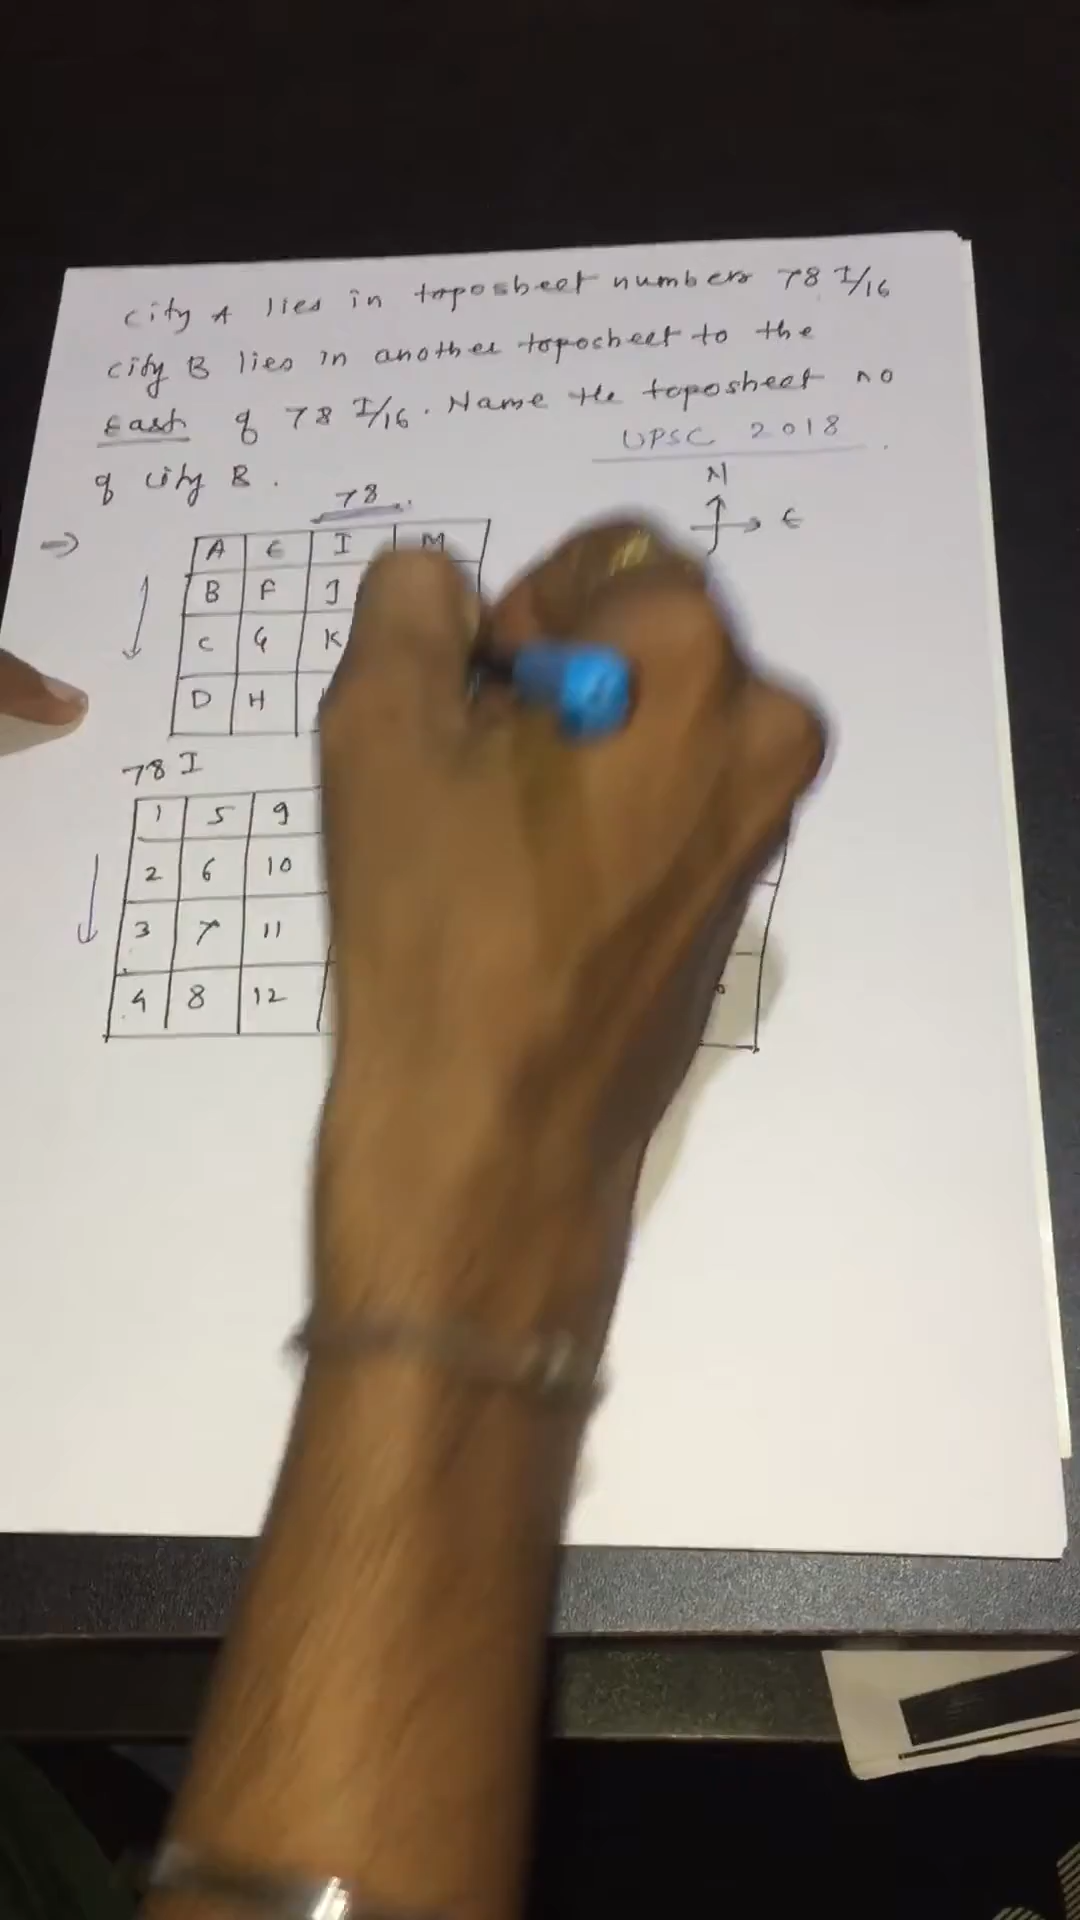 city A lies in toposheet number 78 I/16
city B lies in another toposheet to the
East of 78 I/16. Name the toposheet no
of city B.
UPSC 2018
N
E
78
A E I M
B F J
C G K
D H
78 I
1 5 9
2 6 10
3 7 11
4 8 12